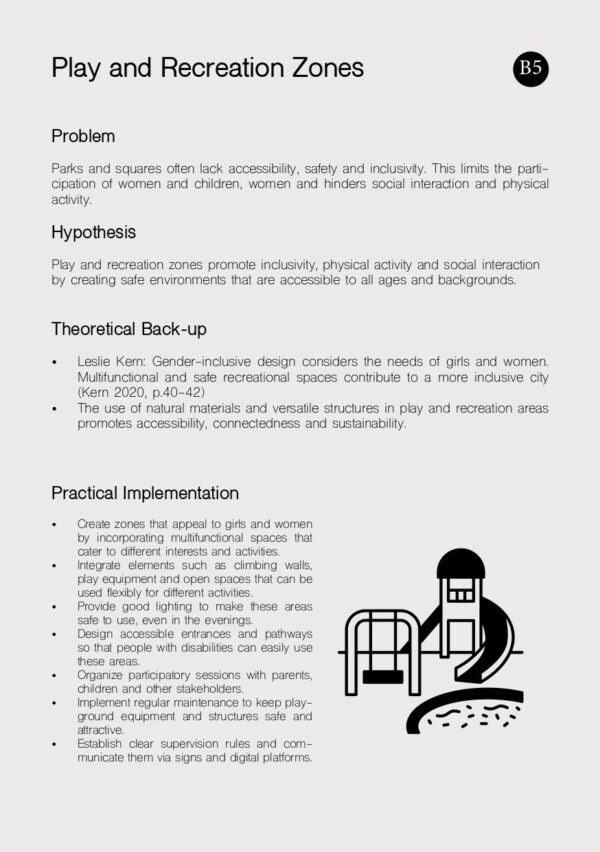 Play and Recreation Zones
B5
Problem
Parks and squares often lack accessibility, safety and inclusivity. This limits the parti-
cipation of women and children, women and hinders social interaction and physical
activity.
Hypothesis
Play and recreation zones promote inclusivity, physical activity and social interaction
by creating safe environments that are accessible to all ages and backgrounds.
Theoretical Back-up
• Leslie Kern: Gender-inclusive design considers the needs of girls and women.
Multifunctional and safe recreational spaces contribute to a more inclusive city
(Kern 2020, p.40-42)
• The use of natural materials and versatile structures in play and recreation areas
promotes accessibility, connectedness and sustainability.
Practical Implementation
• Create zones that appeal to girls and women
by incorporating multifunctional spaces that
cater to different interests and activities.
• Integrate elements such as climbing walls,
play equipment and open spaces that can be
used flexibly for different activities.
• Provide good lighting to make these areas
safe to use, even in the evenings.
• Design accessible entrances and pathways
so that people with disabilities can easily use
these areas.
• Organize participatory sessions with parents,
children and other stakeholders.
• Implement regular maintenance to keep play-
ground equipment and structures safe and
attractive.
• Establish clear supervision rules and com-
municate them via signs and digital platforms.